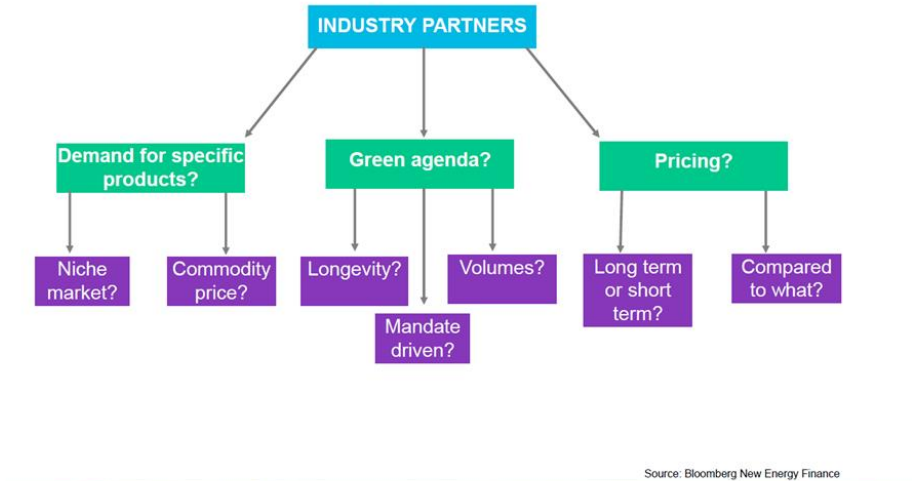 INDUSTRY PARTNERS
Demand for specific
products?
Green agenda?
Pricing?
Niche
market?
Commodity
price?
Longevity?
Mandate
driven?
Volumes?
Long term
or short
term?
Compared
to what?
Source: Bloomberg New Energy Finance